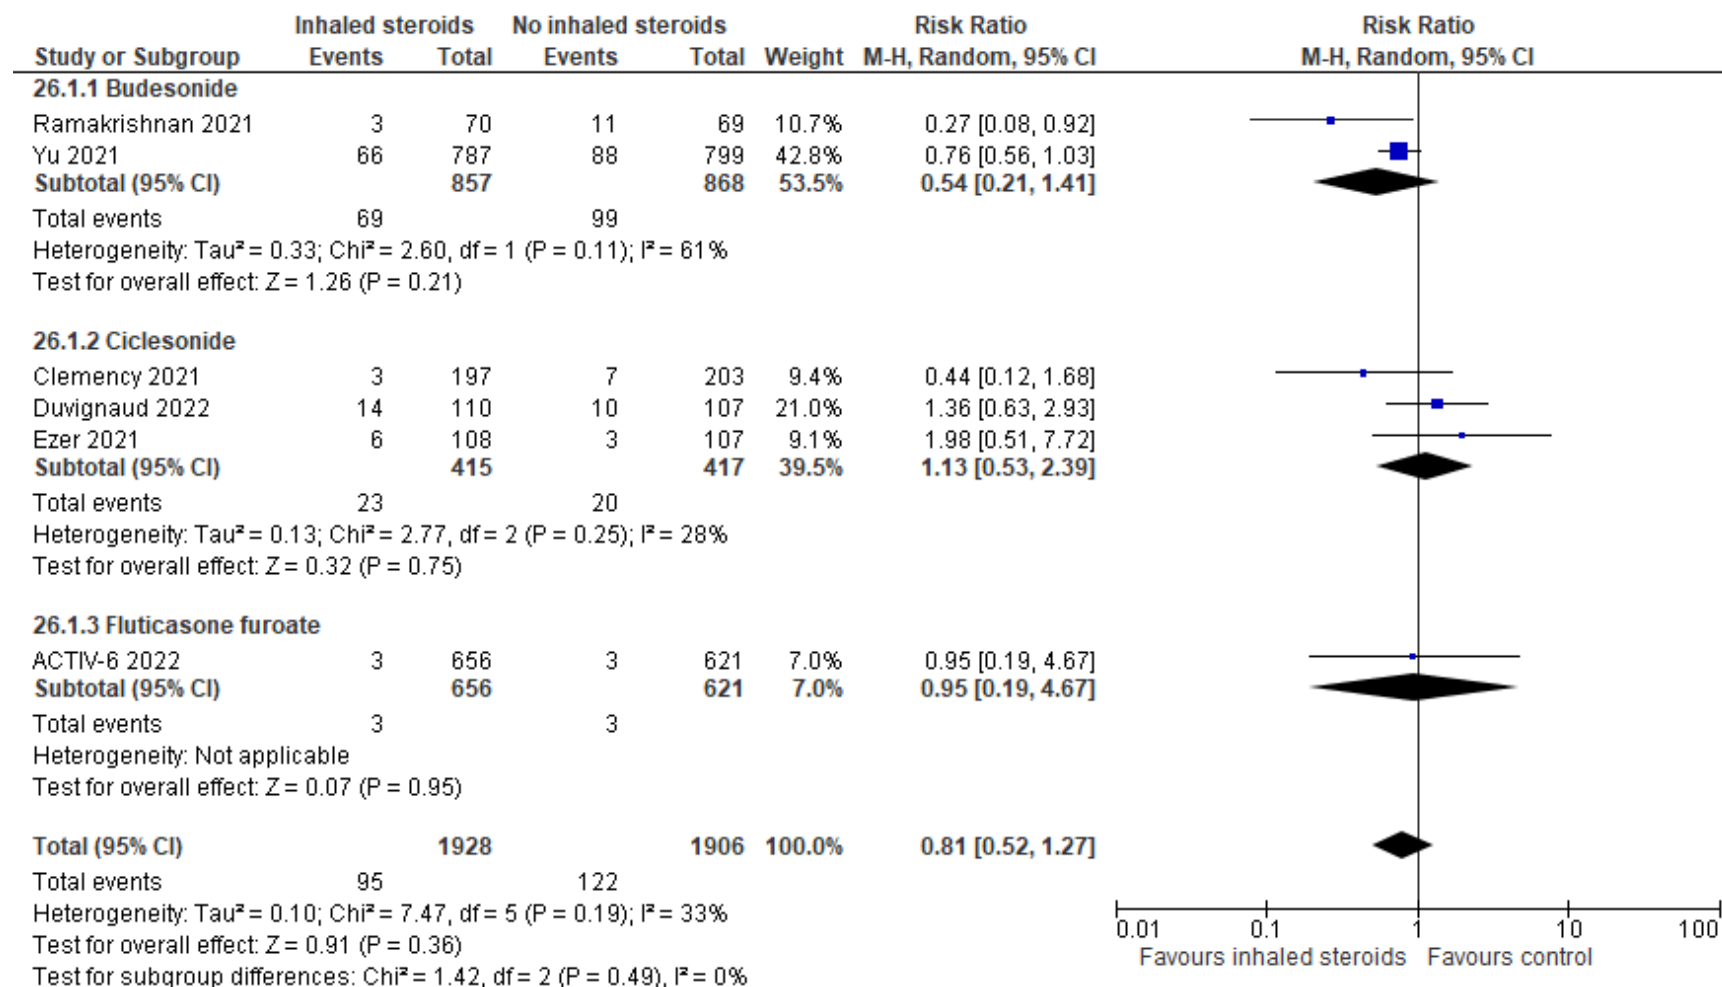 Inhaled steroids No inhaled steroids Risk Ratio Risk Ratio
Study or Subgroup Events Total Events Total Weight M-H, Random, 95% CI M-H, Random, 95% CI
26.1.1 Budesonide
Ramakrishnan 2021 3 70 11 69 10.7% 0.27 [0.08, 0.92]
Yu 2021 66 787 88 799 42.8% 0.76 [0.56, 1.03]
Subtotal (95% CI) 857 868 53.5% 0.54 [0.21, 1.41]
Total events 69 99
Heterogeneity: Tau² = 0.33; Chi² = 2.60, df = 1 (P = 0.11); I² = 61%
Test for overall effect: Z = 1.26 (P = 0.21)
26.1.2 Ciclesonide
Clemency 2021 3 197 7 203 9.4% 0.44 [0.12, 1.68]
Duvignaud 2022 14 110 10 107 21.0% 1.36 [0.63, 2.93]
Ezer 2021 6 108 3 107 9.1% 1.98 [0.51, 7.72]
Subtotal (95% CI) 415 417 39.5% 1.13 [0.53, 2.39]
Total events 23 20
Heterogeneity: Tau² = 0.13; Chi² = 2.77, df = 2 (P = 0.25); I² = 28%
Test for overall effect: Z = 0.32 (P = 0.75)
26.1.3 Fluticasone furoate
ACTIV-6 2022 3 656 3 621 7.0% 0.95 [0.19, 4.67]
Subtotal (95% CI) 656 621 7.0% 0.95 [0.19, 4.67]
Total events 3 3
Heterogeneity: Not applicable
Test for overall effect: Z = 0.07 (P = 0.95)
Total (95% CI) 1928 1906 100.0% 0.81 [0.52, 1.27]
Total events 95 122
Heterogeneity: Tau² = 0.10; Chi² = 7.47, df = 5 (P = 0.19); I² = 33%
Test for overall effect: Z = 0.91 (P = 0.36)
Test for subgroup differences: Chi² = 1.42, df = 2 (P = 0.49), I² = 0%
0.01 0.1 1 10 100
Favours inhaled steroids Favours control